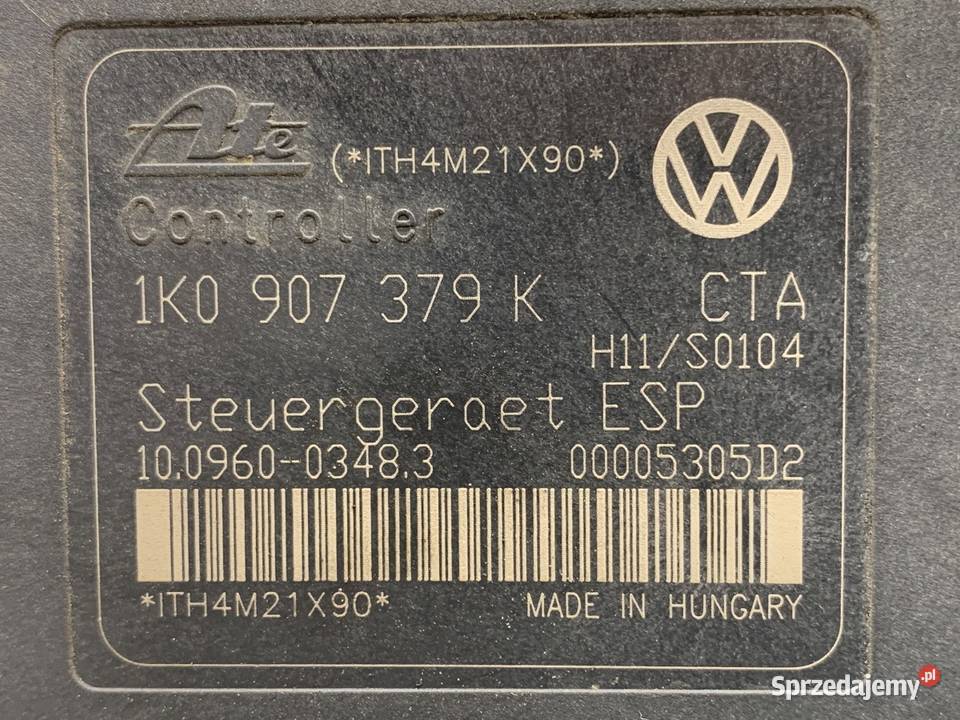 Ate (*ITH4M21X90*)
Controller
1K0 907 379 K CTA
H11/S0104
Steuergeraet ESP
10.0960-0348.3 00005305D2
*ITH4M21X90* MADE IN HUNGARY
Sprzedajemy.pl